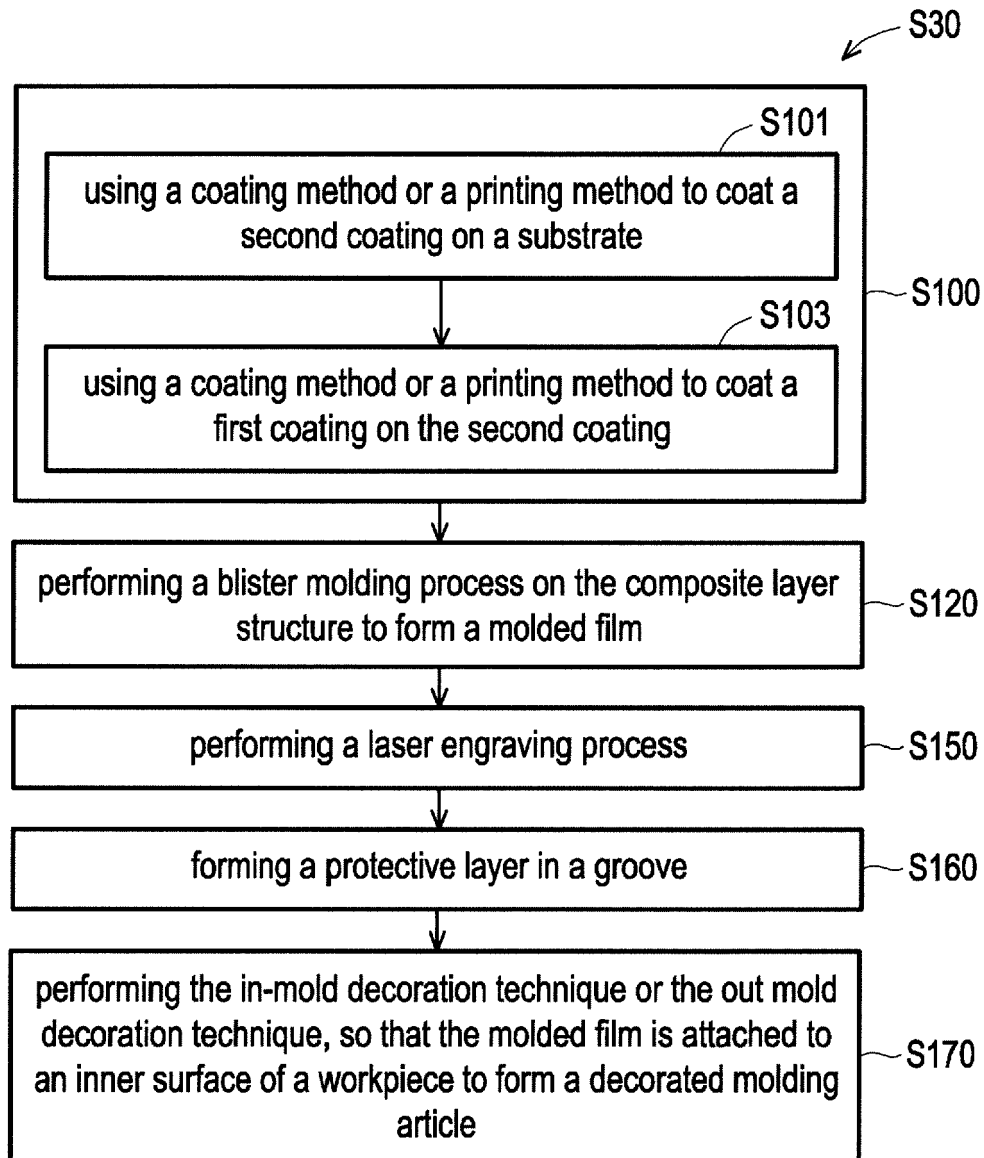 S30
S101
using a coating method or a printing method to coat a
second coating on a substrate
S100
S103
using a coating method or a printing method to coat a
first coating on the second coating
performing a blister molding process on the composite layer
structure to form a molded film
S120
performing a laser engraving process
S150
forming a protective layer in a groove
S160
performing the in-mold decoration technique or the out mold
decoration technique, so that the molded film is attached to
an inner surface of a workpiece to form a decorated molding
article
S170